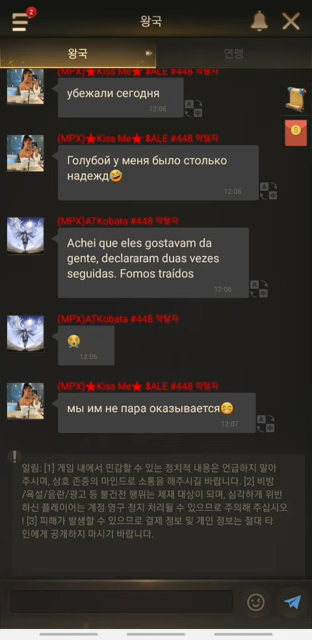 2
왕국
왕국
연맹
(MPX)★Kiss Me★ $ALE #448 약탈자
убежали сегодня
12:06
(MPX)★Kiss Me★ $ALE #448 약탈자
Голубой у меня было столько
надежд🤣
12:06
(MPX)ATKobata #448 약탈자
Achei que eles gostavam da
gente, declararam duas vezes
seguidas. Fomos traídos
12:06
(MPX)ATKobata #448 약탈자
😭
12:06
(MPX)★Kiss Me★ $ALE #448 약탈자
мы им не пара оказывается😁
12:07
알림: [1] 게임 내에서 민감할 수 있는 정치적 내용은 언급하지 말아
주시며, 상호 존중의 마인드로 소통을 해주시길 바랍니다. [2] 비방
/욕설/음란/광고 등 불건전 행위는 제재 대상이 되며, 심각하게 위반
하신 플레이어는 계정 영구 정지 처리될 수 있으므로 주의해 주십시오
! [3] 피해가 발생할 수 있으므로 결제 정보 및 개인 정보는 절대 타
인에게 공개하지 마시기 바랍니다.